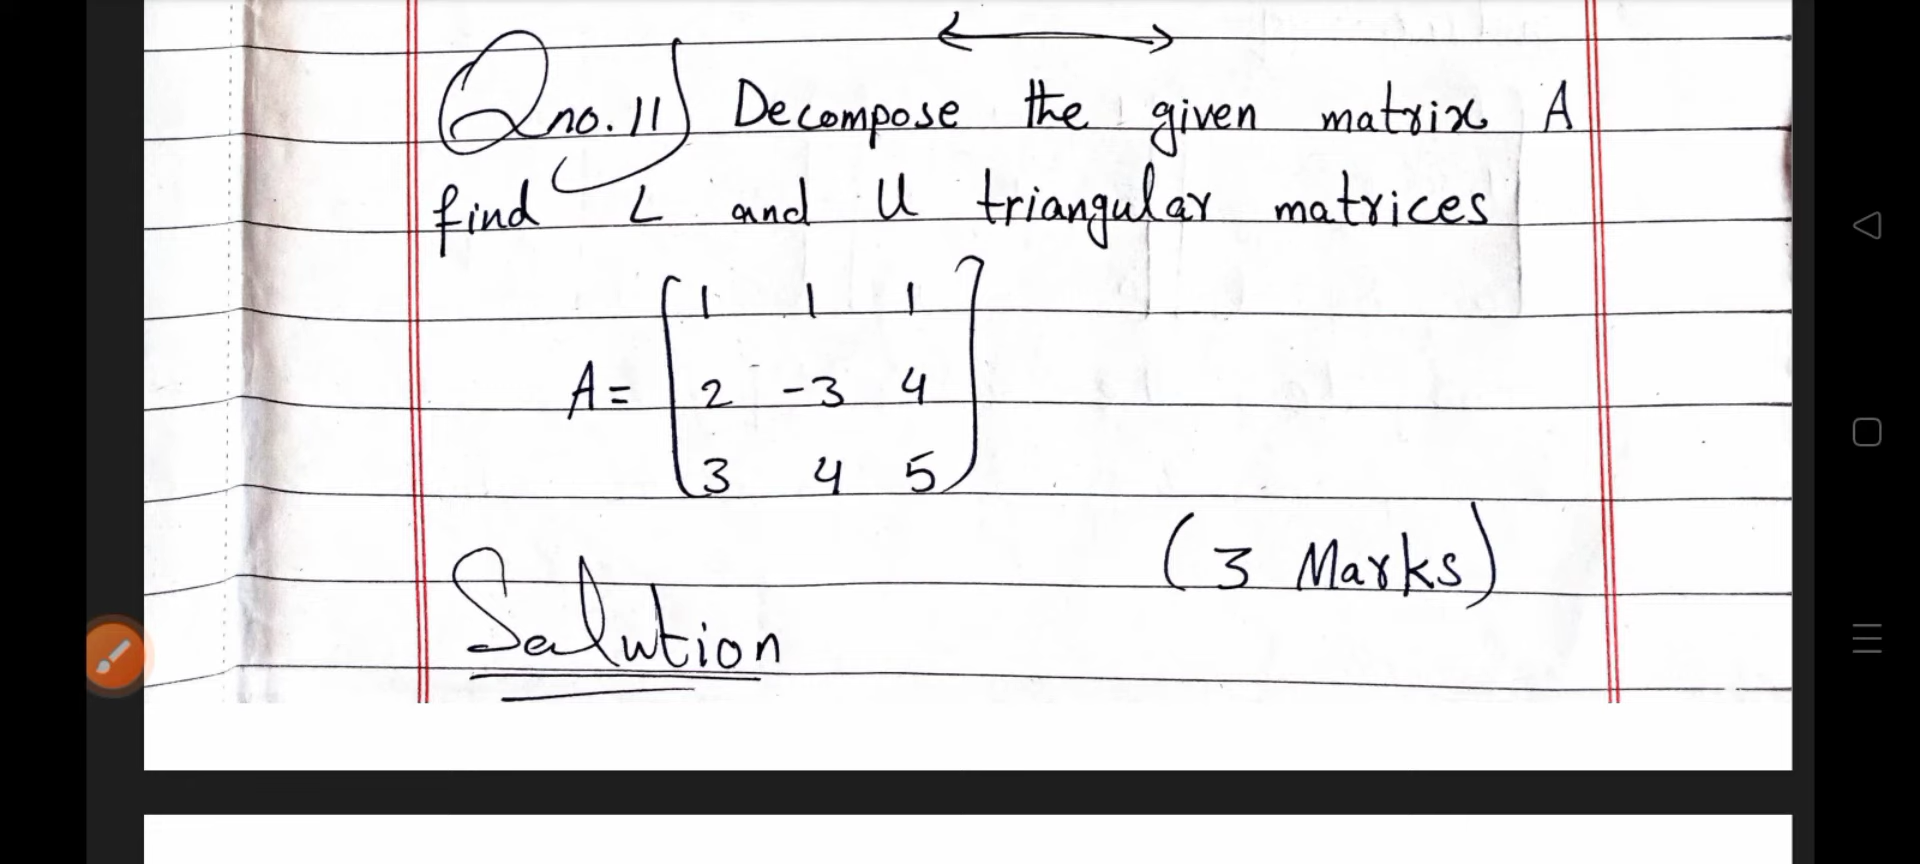 Qno.11) Decompose the given matrix A
find L and U triangular matrices
1 1 1
A= 2 -3 4
3 4 5
(3 Marks)
Solution